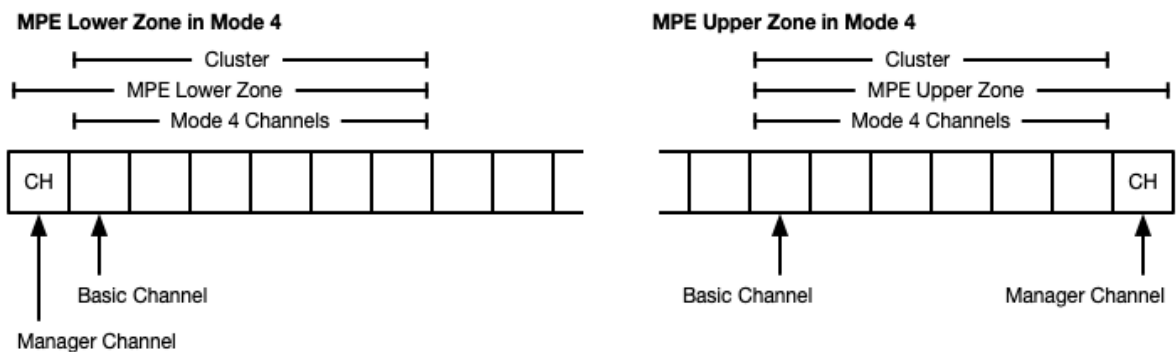 MPE Lower Zone in Mode 4
Cluster
MPE Lower Zone
Mode 4 Channels
CH
Basic Channel
Manager Channel
MPE Upper Zone in Mode 4
Cluster
MPE Upper Zone
Mode 4 Channels
CH
Basic Channel
Manager Channel